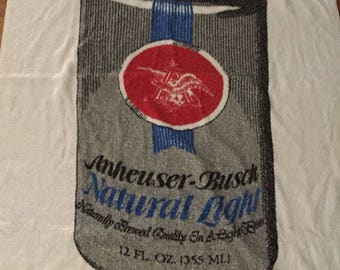 Anheuser-Busch
Natural Light
Naturally Brewed Quality In A Light Beer
12 FL. OZ. (355 ML)